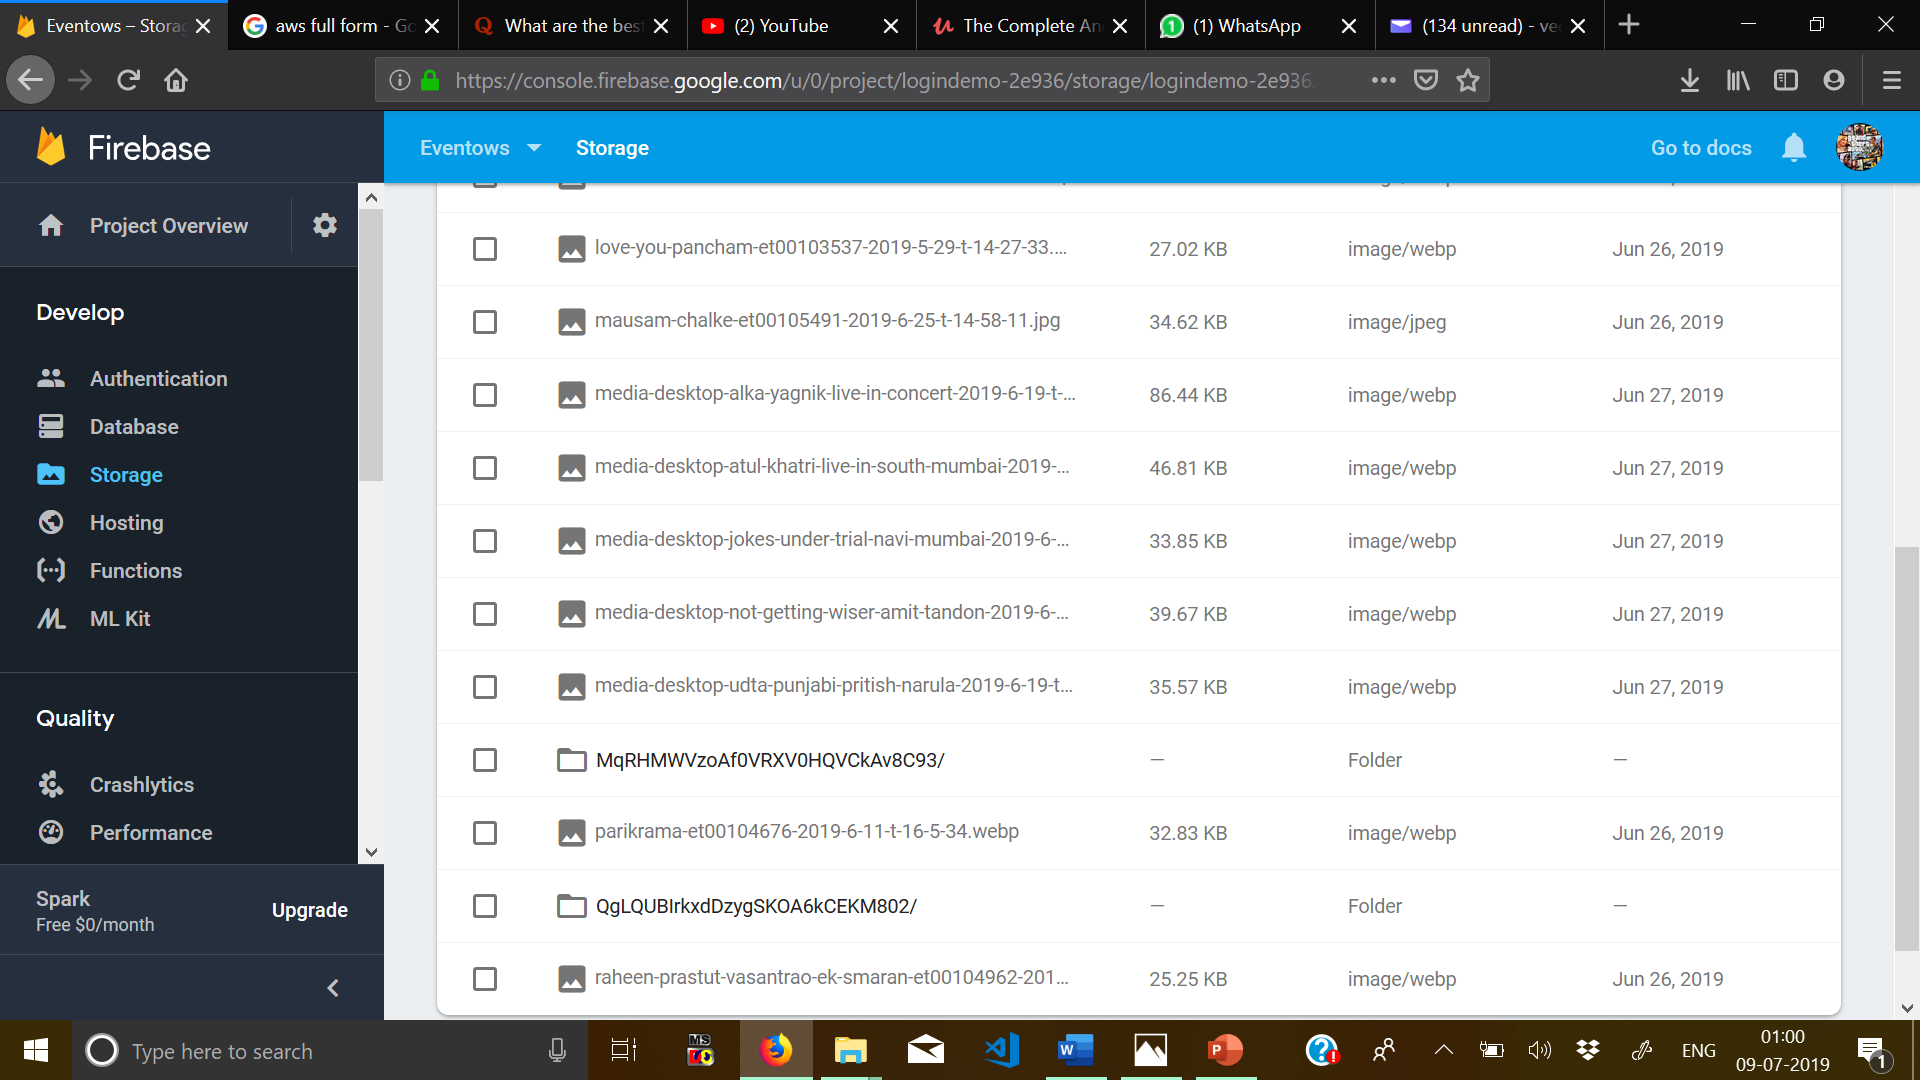 Eventows – Storag
aws full form - Go
What are the bes
(2) YouTube
The Complete An
(1) WhatsApp
(134 unread) - ve
https://console.firebase.google.com/u/0/project/logindemo-2e936/storage/logindemo-2e936
Firebase
Eventows
Storage
Go to docs
Project Overview
Develop
Authentication
Database
Storage
Hosting
Functions
ML Kit
Quality
Crashlytics
Performance
Spark
Free $0/month
Upgrade
love-you-pancham-et00103537-2019-5-29-t-14-27-33.... 27.02 KB image/webp Jun 26, 2019
mausam-chalke-et00105491-2019-6-25-t-14-58-11.jpg 34.62 KB image/jpeg Jun 26, 2019
media-desktop-alka-yagnik-live-in-concert-2019-6-19-t-... 86.44 KB image/webp Jun 27, 2019
media-desktop-atul-khatri-live-in-south-mumbai-2019-... 46.81 KB image/webp Jun 27, 2019
media-desktop-jokes-under-trial-navi-mumbai-2019-6-... 33.85 KB image/webp Jun 27, 2019
media-desktop-not-getting-wiser-amit-tandon-2019-6-... 39.67 KB image/webp Jun 27, 2019
media-desktop-udta-punjabi-pritish-narula-2019-6-19-t... 35.57 KB image/webp Jun 27, 2019
MqRHMWVzoAf0VRXV0HQVCkAv8C93/ — Folder —
parikrama-et00104676-2019-6-11-t-16-5-34.webp 32.83 KB image/webp Jun 26, 2019
QgLQUBIrkxdDzygSKOA6kCEKM802/ — Folder —
raheen-prastut-vasantrao-ek-smaran-et00104962-201... 25.25 KB image/webp Jun 26, 2019
Type here to search
ENG
01:00
09-07-2019
1